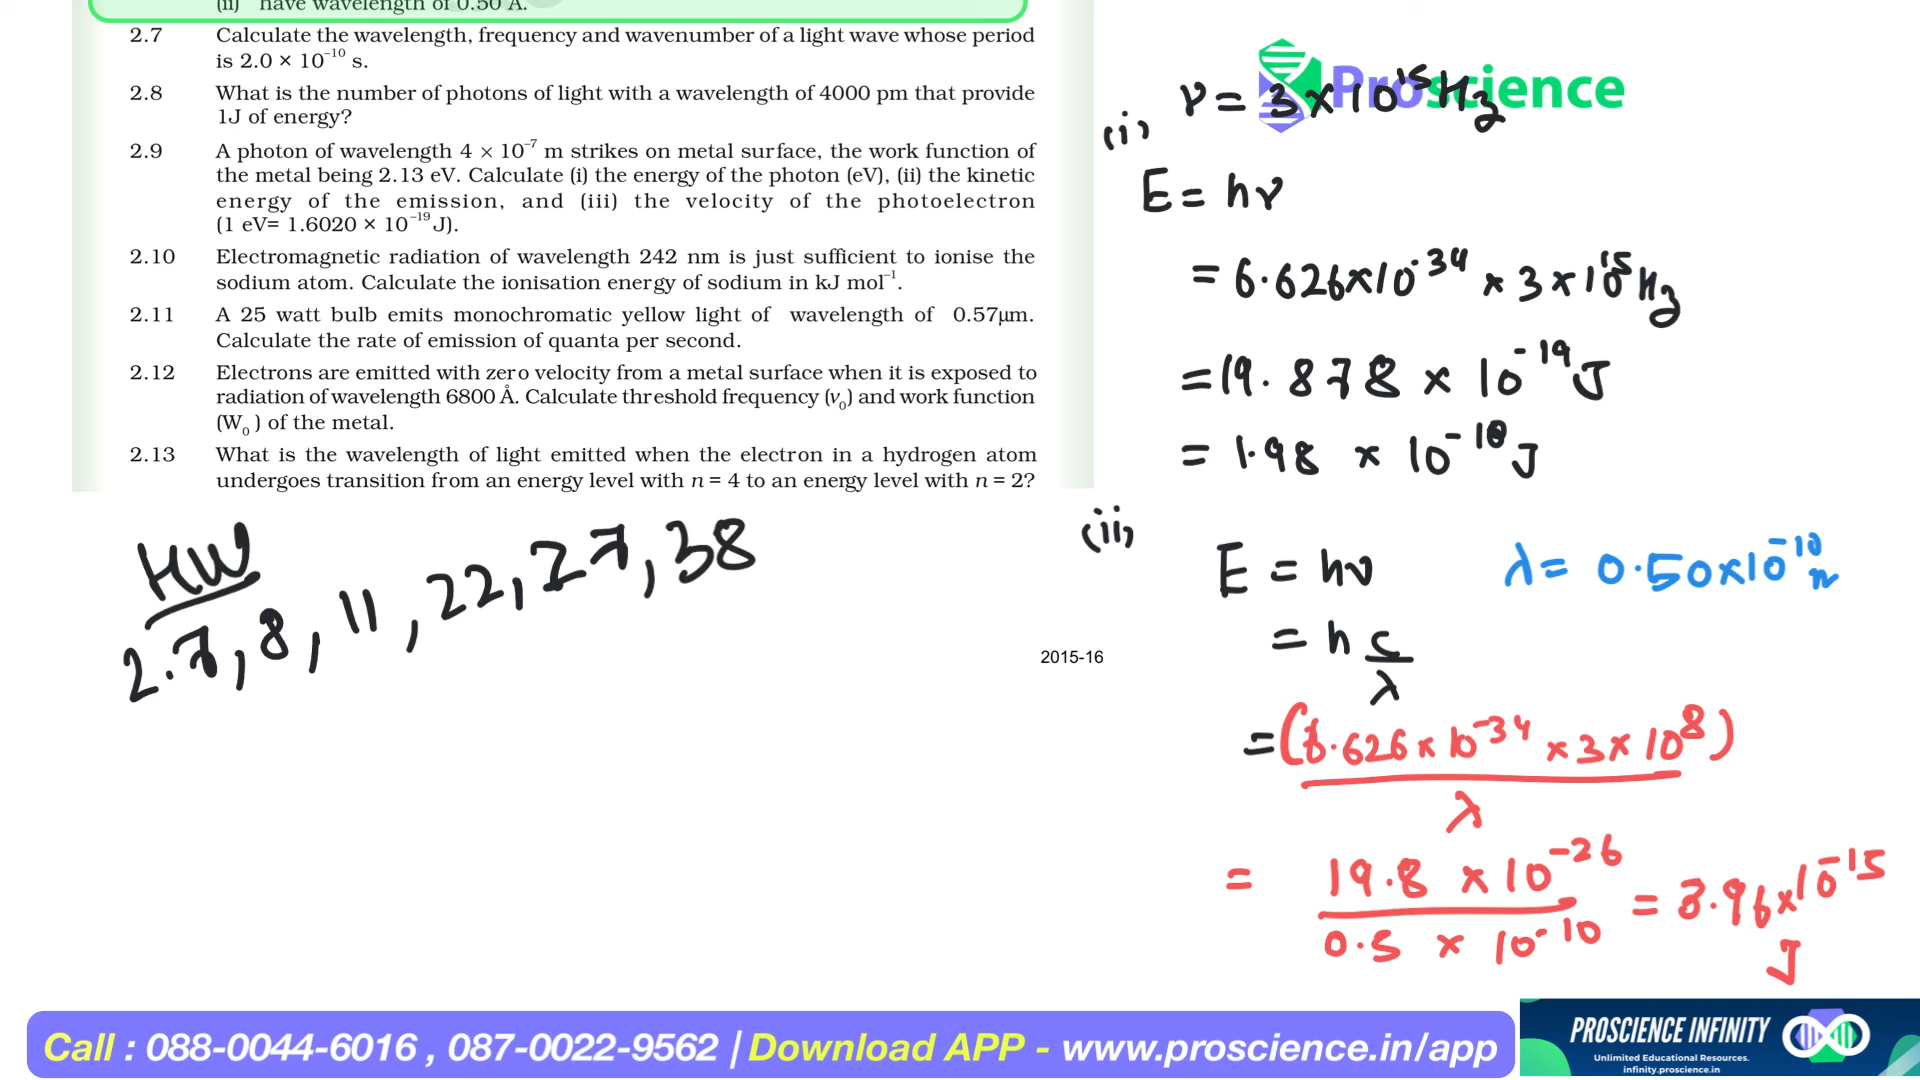 (ii) have wavelength of 0.50 Å.
2.7 Calculate the wavelength, frequency and wavenumber of a light wave whose period
is 2.0 × 10⁻¹⁰ s.
2.8 What is the number of photons of light with a wavelength of 4000 pm that provide
1J of energy?
2.9 A photon of wavelength 4 × 10⁻⁷ m strikes on metal surface, the work function of
the metal being 2.13 eV. Calculate (i) the energy of the photon (eV), (ii) the kinetic
energy of the emission, and (iii) the velocity of the photoelectron
(1 eV= 1.6020 × 10⁻¹⁹ J).
2.10 Electromagnetic radiation of wavelength 242 nm is just sufficient to ionise the
sodium atom. Calculate the ionisation energy of sodium in kJ mol⁻¹.
2.11 A 25 watt bulb emits monochromatic yellow light of wavelength of 0.57µm.
Calculate the rate of emission of quanta per second.
2.12 Electrons are emitted with zero velocity from a metal surface when it is exposed to
radiation of wavelength 6800 Å. Calculate threshold frequency (ν₀) and work function
(W₀ ) of the metal.
2.13 What is the wavelength of light emitted when the electron in a hydrogen atom
undergoes transition from an energy level with n = 4 to an energy level with n = 2?
HW
2.7, 8, 11, 22, 27, 38
2015-16
Proscience
(i) ν = 3 × 10¹⁵ Hz
E = hν
= 6.626×10⁻³⁴ × 3 × 10¹⁵ Hz
= 19.878 × 10⁻¹⁹ J
= 1.98 × 10⁻¹⁸ J
(ii) E = hν λ = 0.50×10⁻¹⁰ m
= h c/λ
= (6.626 × 10⁻³⁴ × 3 × 10⁸)
λ
= 19.8 × 10⁻²⁶ = 3.96×10⁻¹⁵
0.5 × 10⁻¹⁰ J
Call : 088-0044-6016 , 087-0022-9562 | Download APP - www.proscience.in/app
PROSCIENCE INFINITY
Unlimited Educational Resources.
infinity.proscience.in